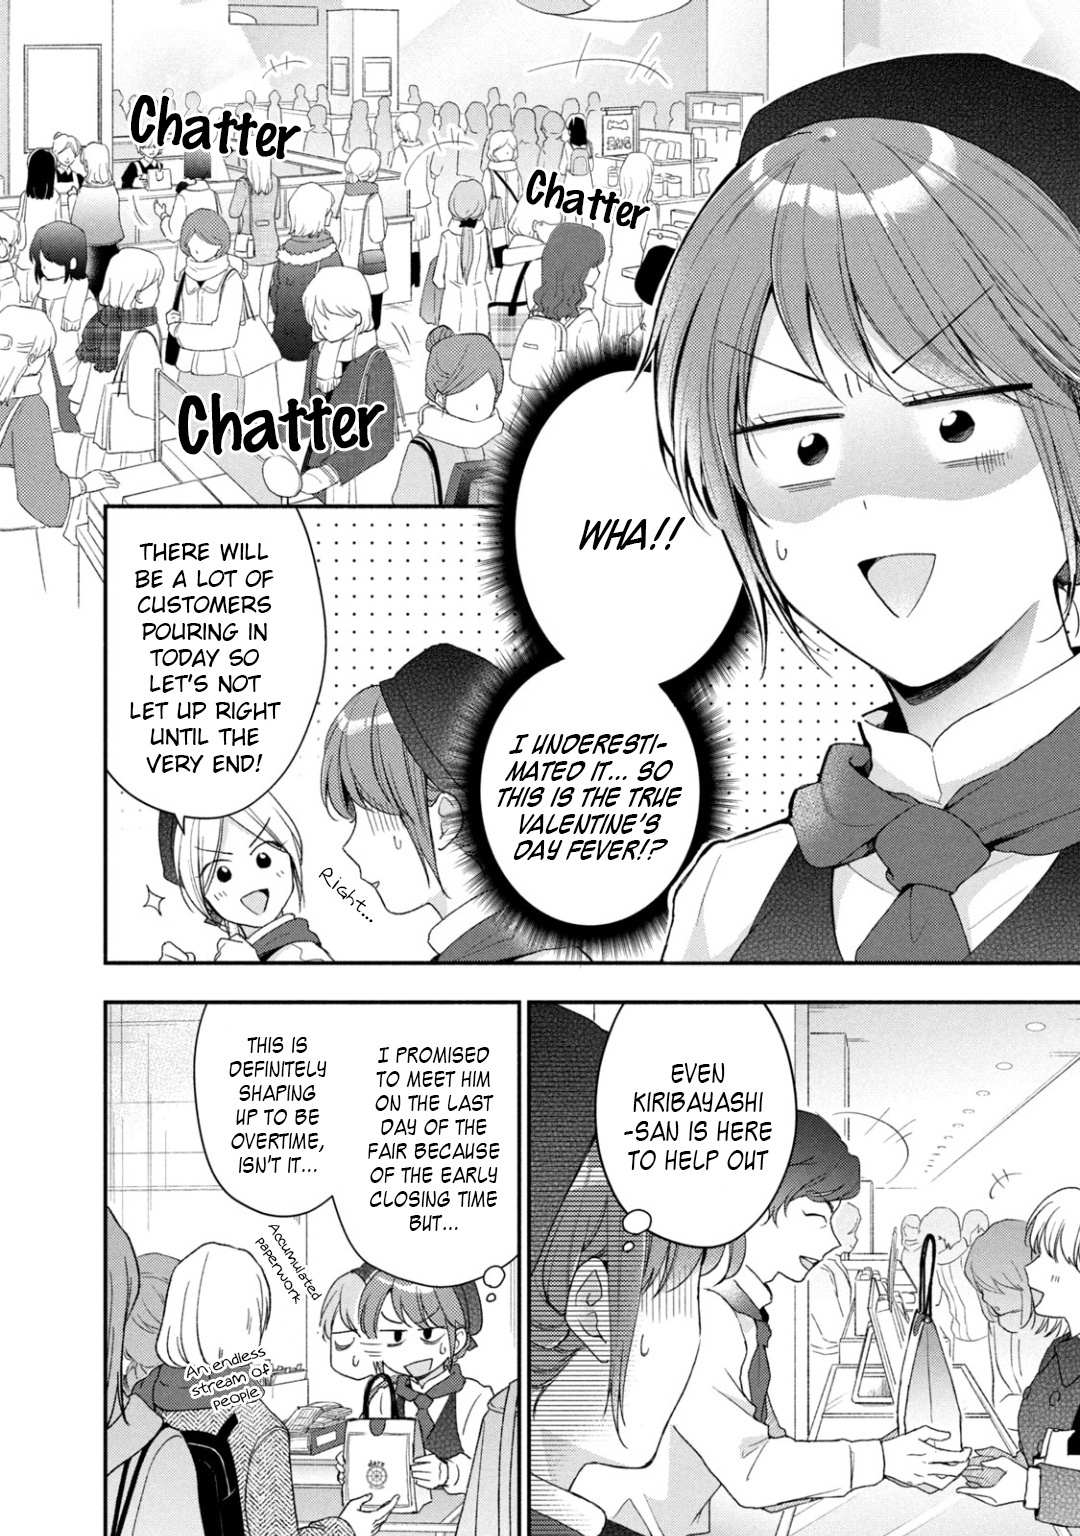 Chatter
Chatter
Chatter
WHA!!
I UNDERESTI-
MATED IT... SO
THIS IS THE TRUE
VALENTINE'S
DAY FEVER!?
THERE WILL
BE A LOT OF
CUSTOMERS
POURING IN
TODAY SO
LET'S NOT
LET UP RIGHT
UNTIL THE
VERY END!
Right...
EVEN
KIRIBAYASHI
-SAN IS HERE
TO HELP OUT
I PROMISED
TO MEET HIM
ON THE LAST
DAY OF THE
FAIR BECAUSE
OF THE EARLY
CLOSING TIME
BUT...
THIS IS
DEFINITELY
SHAPING
UP TO BE
OVERTIME,
ISN'T IT...
Accumulated
paperwork
An endless
stream of
people